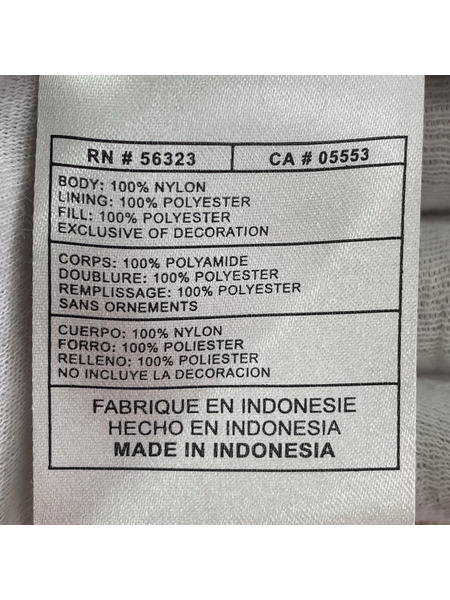 RN # 56323 CA # 05553
BODY: 100% NYLON
LINING: 100% POLYESTER
FILL: 100% POLYESTER
EXCLUSIVE OF DECORATION
CORPS: 100% POLYAMIDE
DOUBLURE: 100% POLYESTER
REMPLISSAGE: 100% POLYESTER
SANS ORNEMENTS
CUERPO: 100% NYLON
FORRO: 100% POLIESTER
RELLENO: 100% POLIESTER
NO INCLUYE LA DECORACION
FABRIQUE EN INDONESIE
HECHO EN INDONESIA
MADE IN INDONESIA